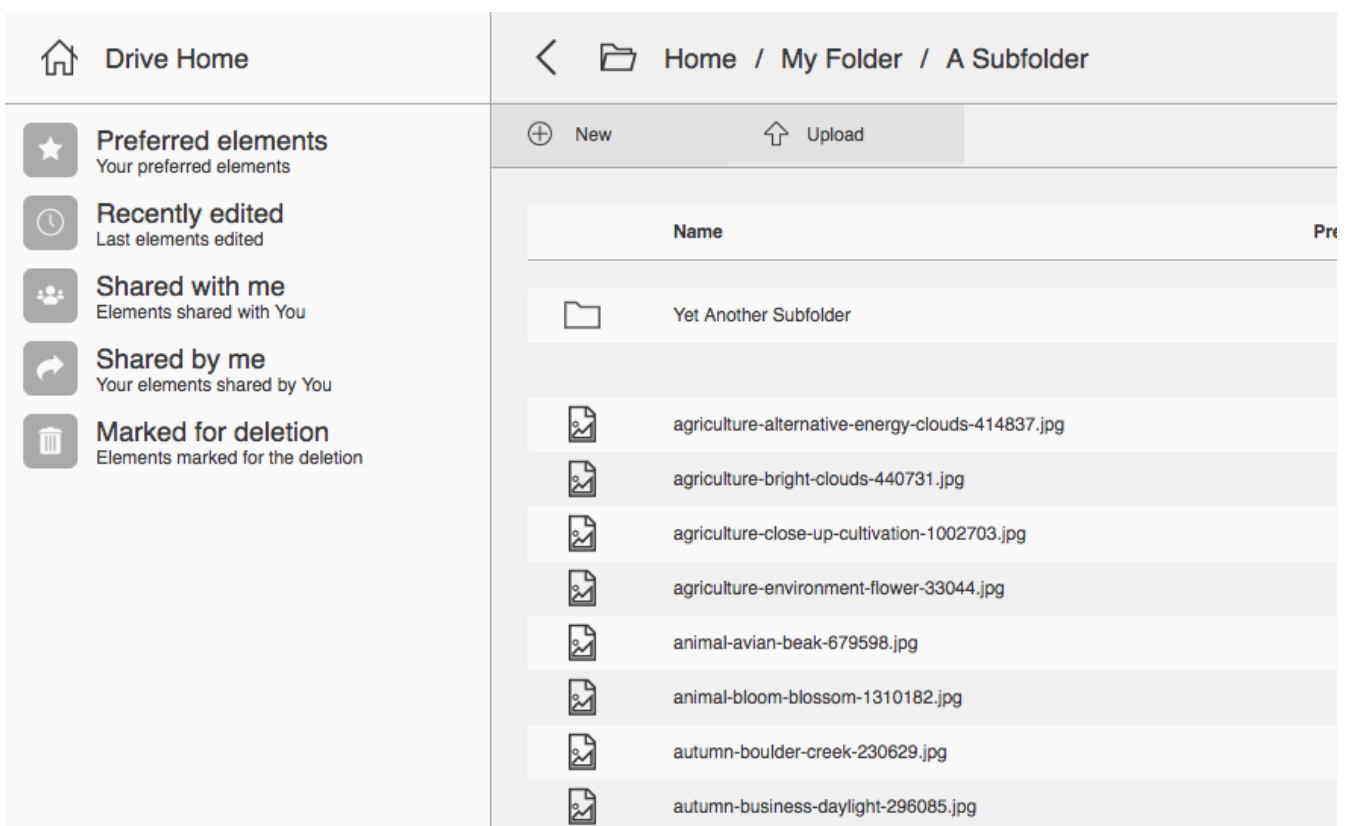 Drive Home
Home / My Folder / A Subfolder
Preferred elements
Your preferred elements
Recently edited
Last elements edited
Shared with me
Elements shared with You
Shared by me
Your elements shared by You
Marked for deletion
Elements marked for the deletion
New Upload
Name Pre
Yet Another Subfolder
agriculture-alternative-energy-clouds-414837.jpg
agriculture-bright-clouds-440731.jpg
agriculture-close-up-cultivation-1002703.jpg
agriculture-environment-flower-33044.jpg
animal-avian-beak-679598.jpg
animal-bloom-blossom-1310182.jpg
autumn-boulder-creek-230629.jpg
autumn-business-daylight-296085.jpg